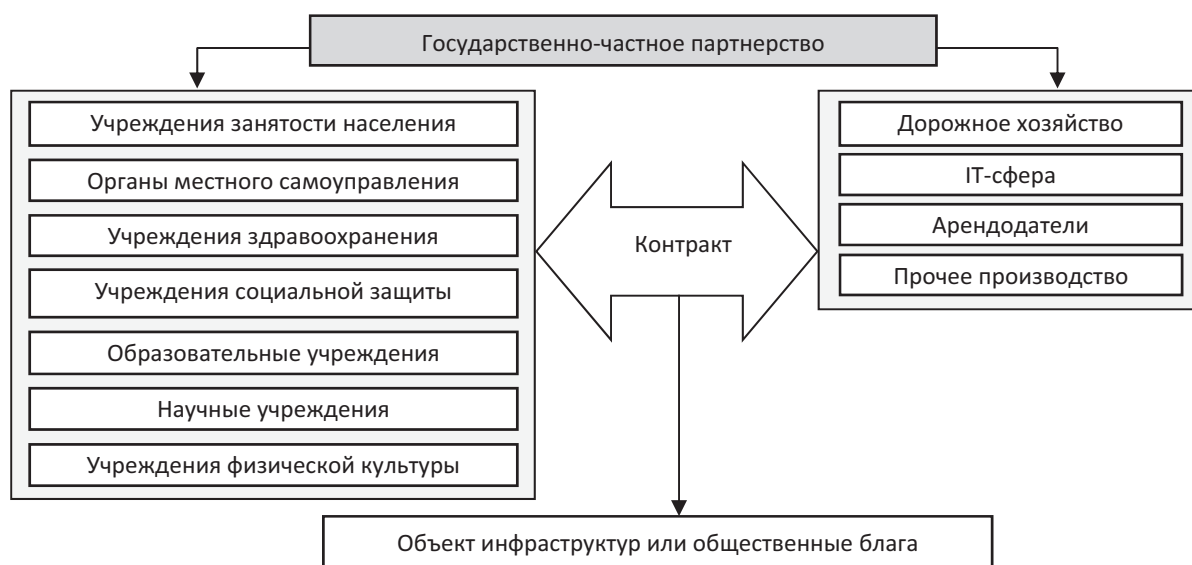 Государственно-частное партнерство
Учреждения занятости населения
Органы местного самоуправления
Учреждения здравоохранения
Учреждения социальной защиты
Образовательные учреждения
Научные учреждения
Учреждения физической культуры
Контракт
Дорожное хозяйство
IT-сфера
Арендодатели
Прочее производство
Объект инфраструктур или общественные блага